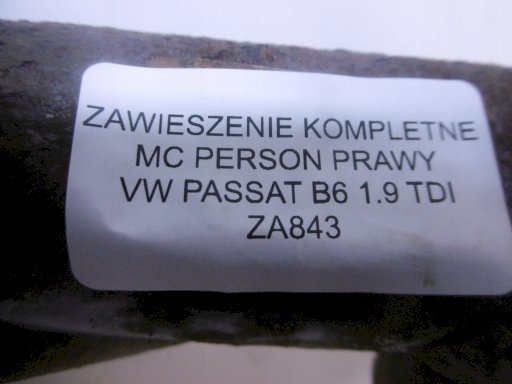 ZAWIESZENIE KOMPLETNE
MC PERSON PRAWY
VW PASSAT B6 1.9 TDI
ZA843